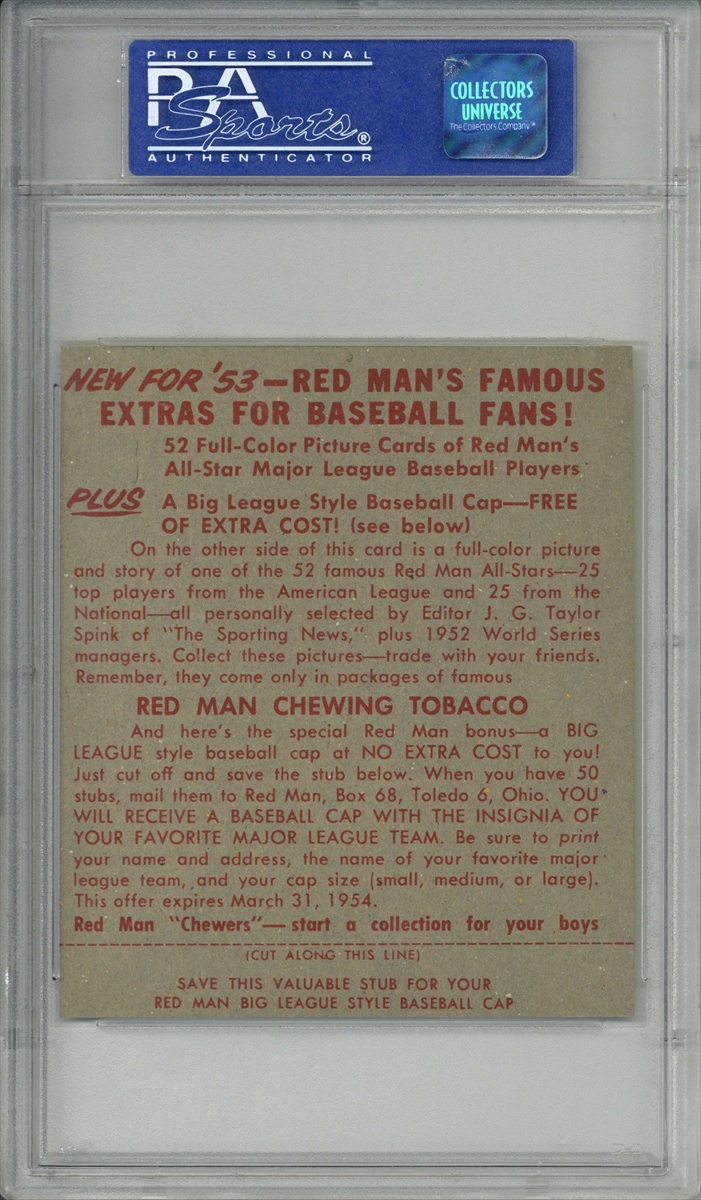 PROFESSIONAL
PSA
Sports®
AUTHENTICATOR
COLLECTORS
UNIVERSE
The Collectors Company™
NEW FOR '53—RED MAN'S FAMOUS
EXTRAS FOR BASEBALL FANS!
52 Full-Color Picture Cards of Red Man's
All-Star Major League Baseball Players
PLUS A Big League Style Baseball Cap—FREE
OF EXTRA COST! (see below)
On the other side of this card is a full-color picture
and story of one of the 52 famous Red Man All-Stars—25
top players from the American League and 25 from the
National—all personally selected by Editor J. G. Taylor
Spink of "The Sporting News," plus 1952 World Series
managers. Collect these pictures—trade with your friends.
Remember, they come only in packages of famous
RED MAN CHEWING TOBACCO
And here's the special Red Man bonus—a BIG
LEAGUE style baseball cap at NO EXTRA COST to you!
Just cut off and save the stub below. When you have 50
stubs, mail them to Red Man, Box 68, Toledo 6, Ohio. YOU
WILL RECEIVE A BASEBALL CAP WITH THE INSIGNIA OF
YOUR FAVORITE MAJOR LEAGUE TEAM. Be sure to print
your name and address, the name of your favorite major
league team, and your cap size (small, medium, or large).
This offer expires March 31, 1954.
Red Man "Chewers"—start a collection for your boys
(CUT ALONG THIS LINE)
SAVE THIS VALUABLE STUB FOR YOUR
RED MAN BIG LEAGUE STYLE BASEBALL CAP